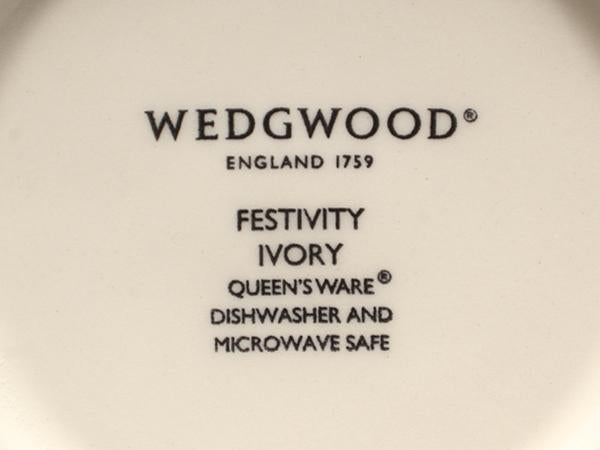 WEDGWOOD®
ENGLAND 1759
FESTIVITY
IVORY
QUEEN'S WARE®
DISHWASHER AND
MICROWAVE SAFE